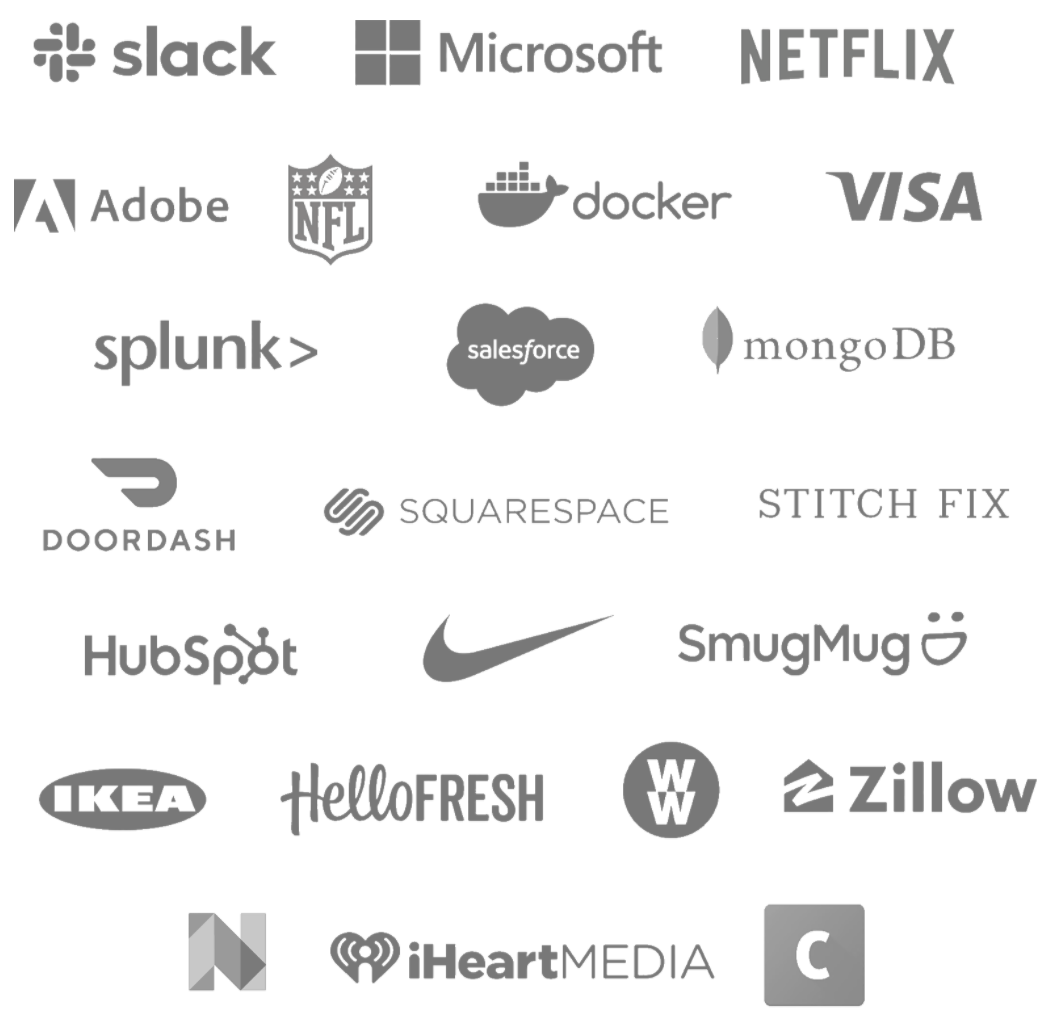 slack Microsoft NETFLIX
Adobe NFL docker VISA
splunk> salesforce mongoDB
DOORDASH SQUARESPACE STITCH FIX
HubSpot SmugMug
IKEA HelloFRESH WW Zillow
N iHeartMEDIA C